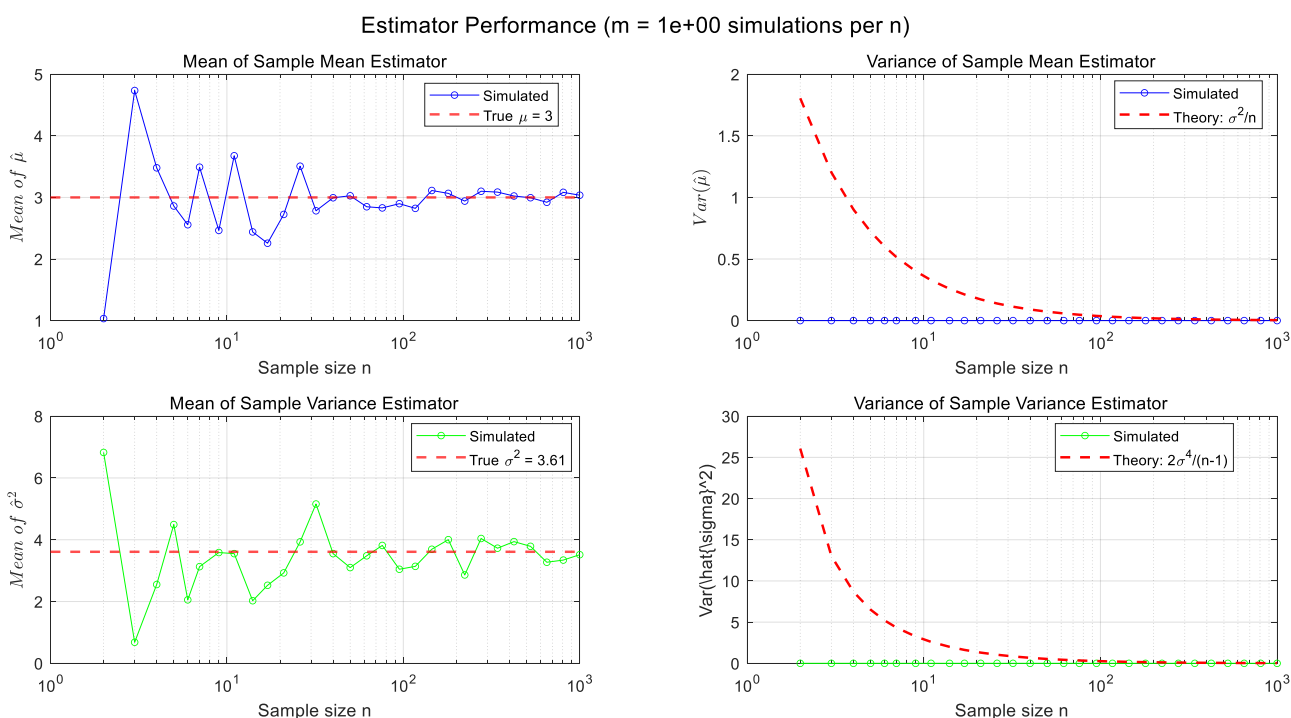 Estimator Performance (m = 1e+00 simulations per n)
Mean of Sample Mean Estimator
Mean of μ̂
5
4
3
2
1
Simulated
True μ = 3
10^0
10^1
10^2
10^3
Sample size n
Variance of Sample Mean Estimator
Var(μ̂)
2
1.5
1
0.5
0
Simulated
Theory: σ^2/n
10^0
10^1
10^2
10^3
Sample size n
Mean of Sample Variance Estimator
Mean of σ̂^2
8
6
4
2
0
Simulated
True σ^2 = 3.61
10^0
10^1
10^2
10^3
Sample size n
Variance of Sample Variance Estimator
Var(\hat{\sigma}^2)
30
25
20
15
10
5
0
Simulated
Theory: 2σ^4/(n-1)
10^0
10^1
10^2
10^3
Sample size n